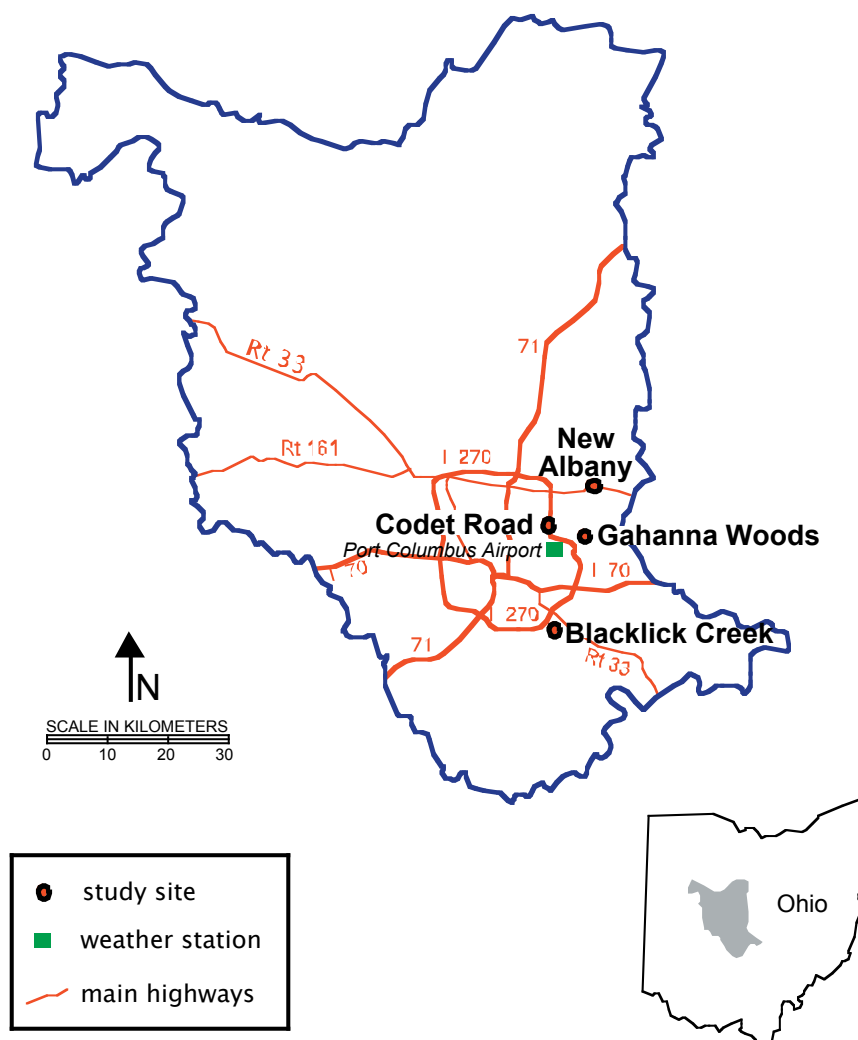 Rt 33
71
Rt 161
I 270
New
Albany
Codet Road
Gahanna Woods
Port Columbus Airport
I 70
I 70
270
Blacklick Creek
71
Rt 33
N
SCALE IN KILOMETERS
0 10 20 30
study site
weather station
main highways
Ohio